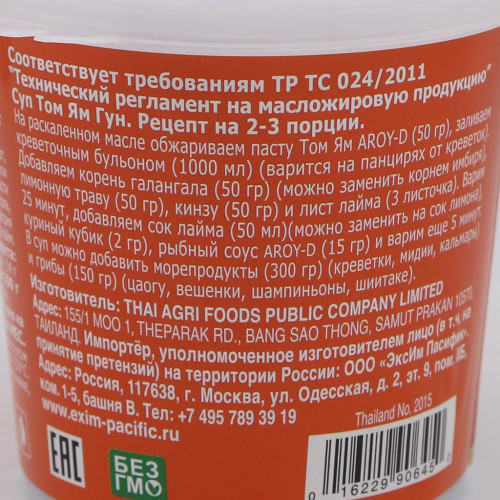 Соответствует требованиям ТР ТС 024/2011
"Технический регламент на масложировую продукцию"
Суп Том Ям Гун. Рецепт на 2-3 порции.
На раскаленном масле обжариваем пасту Том Ям AROY-D (50 гр), заливаем
креветочным бульоном (1000 мл) (варится на панцирях от креветок).
Добавляем корень галангала (50 гр) (можно заменить корнем имбиря),
лимонную траву (50 гр), кинзу (50 гр) и лист лайма (3 листочка). Варим
25 минут, добавляем сок лайма (50 мл)(можно заменить на сок лимона),
куриный кубик (2 гр), рыбный соус AROY-D (15 гр) и варим еще 5 минут.
В суп можно добавить морепродукты (300 гр) (креветки, мидии, кальмары)
и грибы (150 гр) (цаогу, вешенки, шампиньоны, шиитаке).
Изготовитель: THAI AGRI FOODS PUBLIC COMPANY LIMITED
Адрес: 155/1 MOO 1, THEPARAK RD., BANG SAO THONG, SAMUT PRAKAN 10570,
ТАИЛАНД. Импортёр, уполномоченное изготовителем лицо (в т.ч. на
принятие претензий) на территории России: ООО «ЭксИм Пасифик».
Адрес: Россия, 117638, г. Москва, ул. Одесская, д. 2, эт. 9, пом. IIБ,
ком.1-5, башня В. Тел.: +7 495 789 39 19
www.exim-pacific.ru
Thailand No. 2015
EAC
БЕЗ
ГМО
0 16229 90645 0